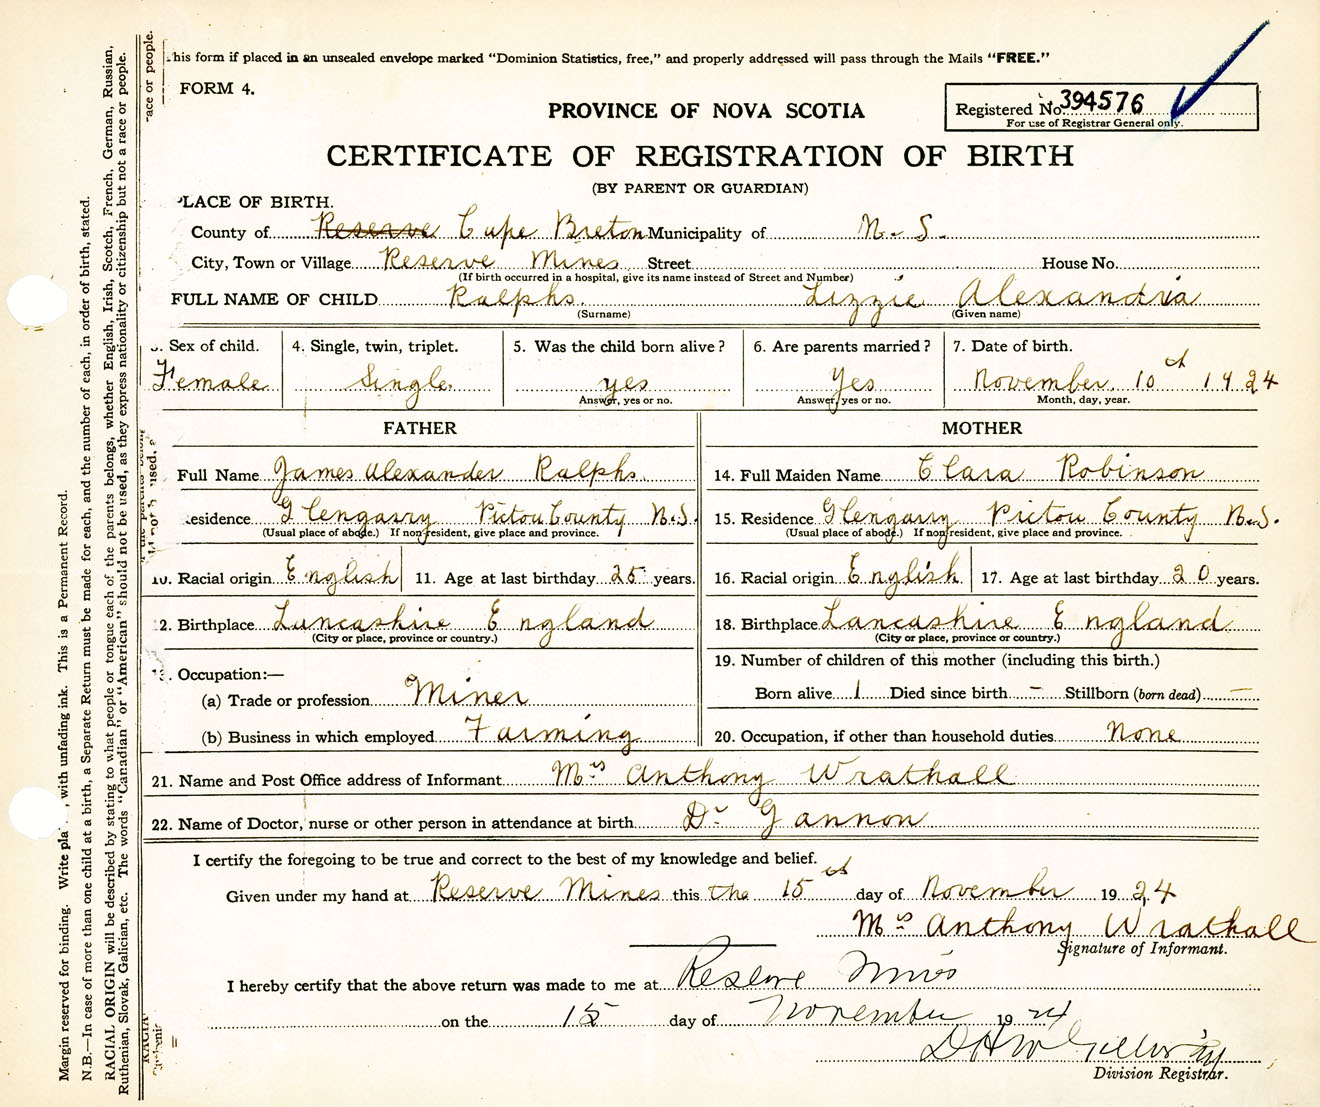 his form if placed in an unsealed envelope marked "Dominion Statistics, free," and properly addressed will pass through the Mails "FREE."
FORM 4.
PROVINCE OF NOVA SCOTIA
Registered No. 394576
For use of Registrar General only.
CERTIFICATE OF REGISTRATION OF BIRTH
(BY PARENT OR GUARDIAN)
LACE OF BIRTH.
County of Reserve Cape Breton Municipality of N.S.
City, Town or Village Reserve Mines Street House No.
(If birth occurred in a hospital, give its name instead of Street and Number)
FULL NAME OF CHILD Ralphs. Lizzie Alexandria
(Surname) (Given name)
Sex of child. 4. Single, twin, triplet. 5. Was the child born alive? 6. Are parents married? 7. Date of birth.
Female Single. yes Yes November 10th 1924
Answer, yes or no. Answer, yes or no. Month, day, year.
FATHER MOTHER
Full Name James Alexander Ralphs. 14. Full Maiden Name Clara Robinson
esidence Glengarry Pictou County N.S. 15. Residence Glengarry Pictou County N.S.
(Usual place of abode.) If non-resident, give place and province. (Usual place of abode.) If non-resident, give place and province.
10. Racial origin English 11. Age at last birthday 25 years. 16. Racial origin English 17. Age at last birthday 20 years.
2. Birthplace Lancashire England 18. Birthplace Lancashire England
(City or place, province or country.) (City or place, province or country.)
13. Occupation:— 19. Number of children of this mother (including this birth.)
(a) Trade or profession Miner Born alive 1 Died since birth – Stillborn (born dead) —
(b) Business in which employed Farming 20. Occupation, if other than household duties None
21. Name and Post Office address of Informant Mrs Anthony Wrathall
22. Name of Doctor, nurse or other person in attendance at birth Dr Gannon
I certify the foregoing to be true and correct to the best of my knowledge and belief.
Given under my hand at Reserve Mines this the 15th day of November 1924
Mrs Anthony Wrathall
Signature of Informant.
I hereby certify that the above return was made to me at Reserve Mines
on the 15 day of November 1924
Division Registrar.
Margin reserved for binding. Write pla , with unfading ink. This is a Permanent Record.
N.B.—In case of more than one child at a birth, a Separate Return must be made for each, and the number of each, in order of birth, stated.
RACIAL ORIGIN will be described by stating to what people or tongue each of the parents belongs, whether English, Irish, Scotch, French, German, Russian,
Ruthenian, Slovak, Galician, etc. The words "Canadian" or "American" should not be used, as they express nationality or citizenship but not a race or people.
ace or people.